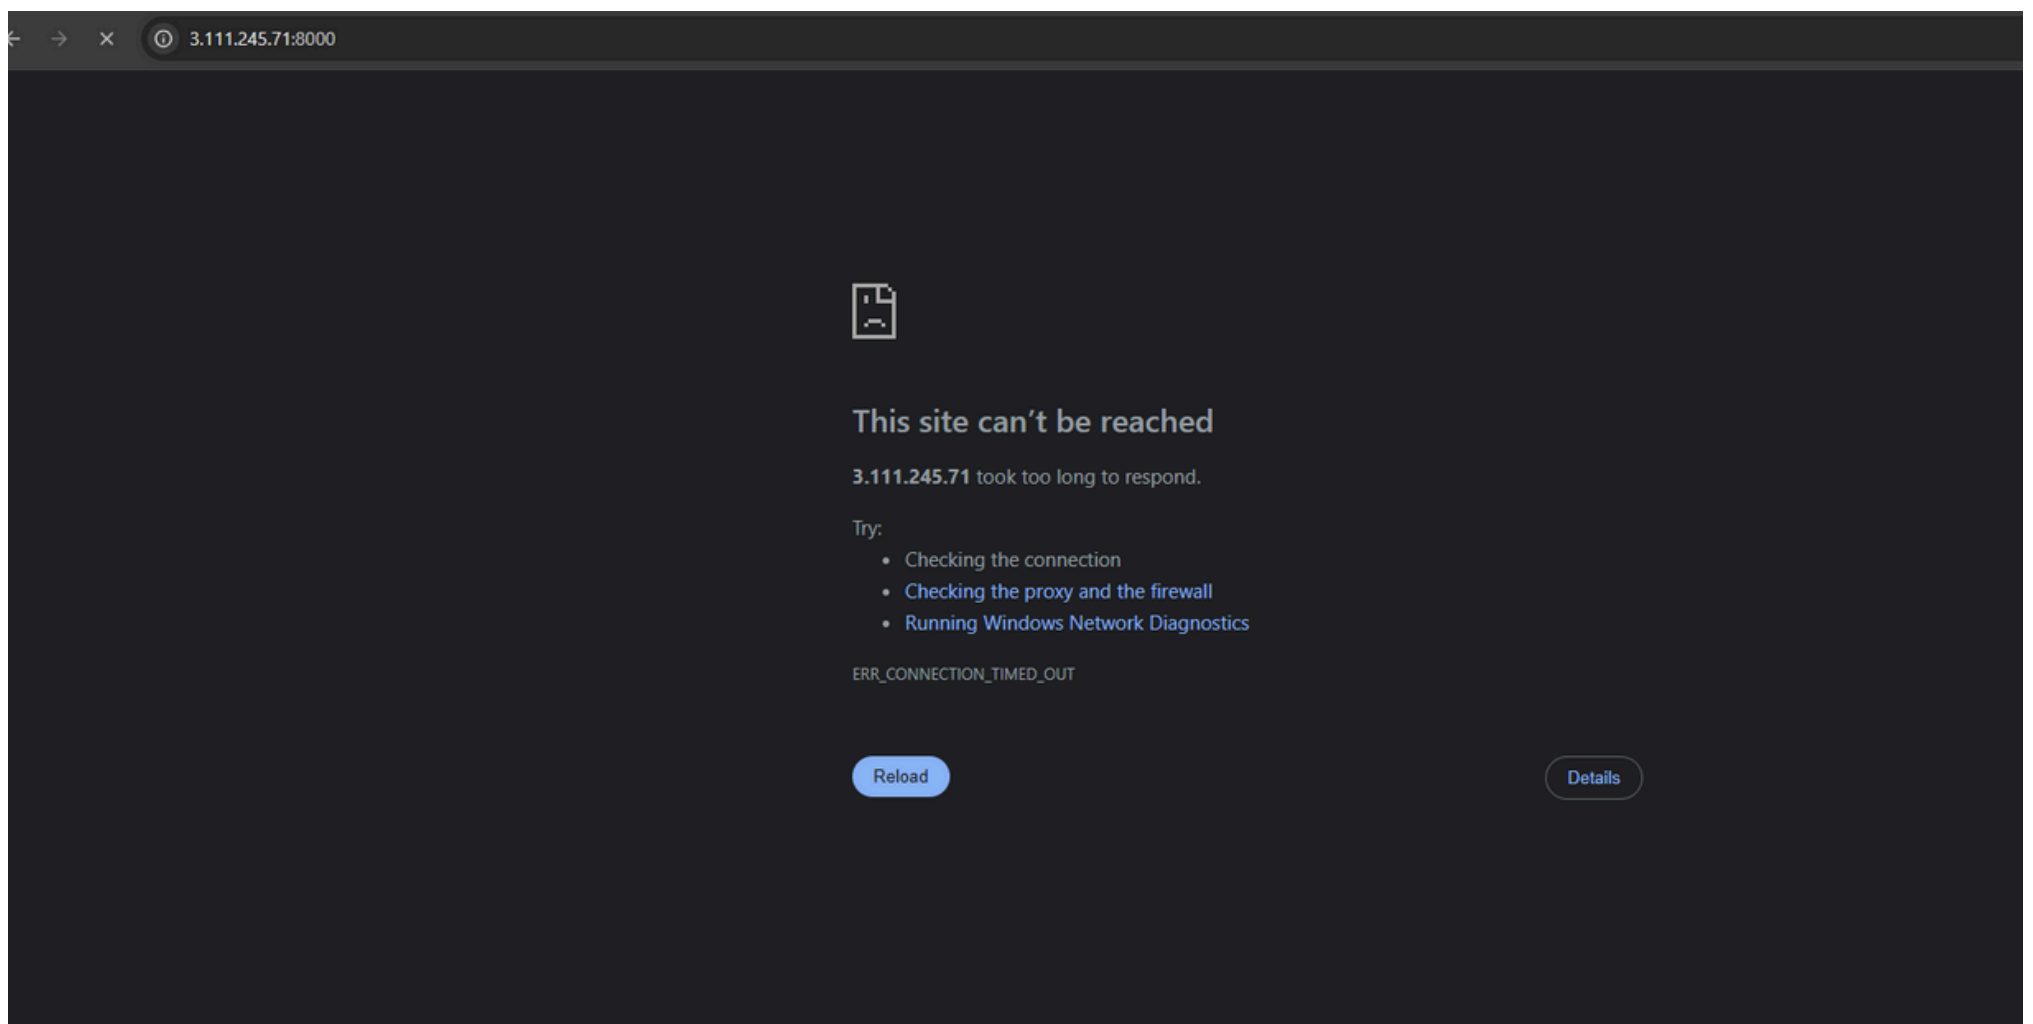 3.111.245.71:8000
This site can’t be reached
3.111.245.71 took too long to respond.
Try:
• Checking the connection
• Checking the proxy and the firewall
• Running Windows Network Diagnostics
ERR_CONNECTION_TIMED_OUT
Reload
Details